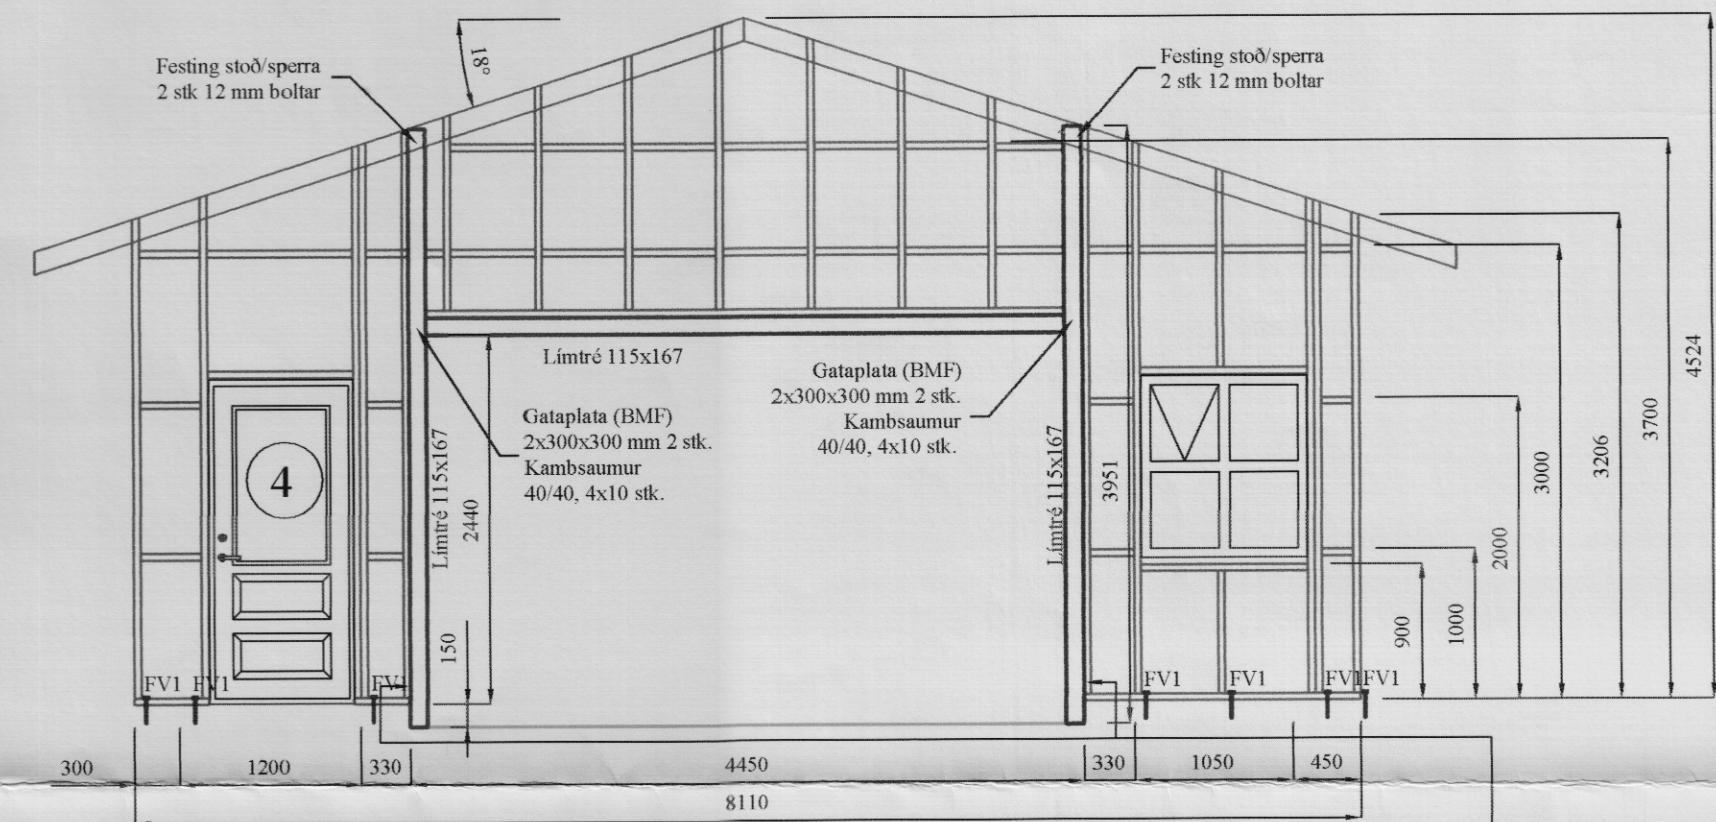 Festing stoð/sperra
2 stk 12 mm boltar
18°
Festing stoð/sperra
2 stk 12 mm boltar
Límtré 115x167
Gataplata (BMF)
2x300x300 mm 2 stk.
Kambsaumur
40/40, 4x10 stk.
Gataplata (BMF)
2x300x300 mm 2 stk.
Kambsaumur
40/40, 4x10 stk.
4
Límtré 115x167
2440
150
Límtré 115x167
3951
900
1000
2000
3000
3206
3700
4524
FV1
FV1
FV1
FV1
FV1
FV1
FV1
300
1200
330
4450
330
1050
450
8110